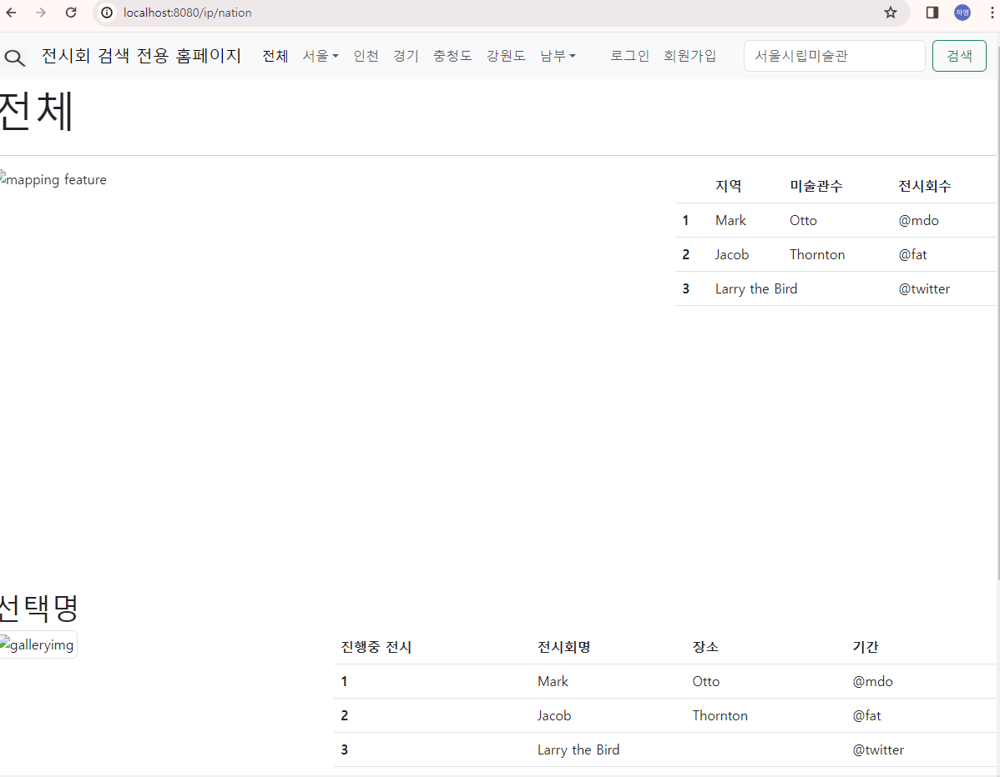 localhost:8080/ip/nation
하영
전시회 검색 전용 홈페이지 전체 서울 인천 경기 충청도 강원도 남부 로그인 회원가입 서울시립미술관 검색
전체
mapping feature
지역 미술관수 전시회수
1 Mark Otto @mdo
2 Jacob Thornton @fat
3 Larry the Bird @twitter
선택명
galleryimg
진행중 전시 전시회명 장소 기간
1 Mark Otto @mdo
2 Jacob Thornton @fat
3 Larry the Bird @twitter